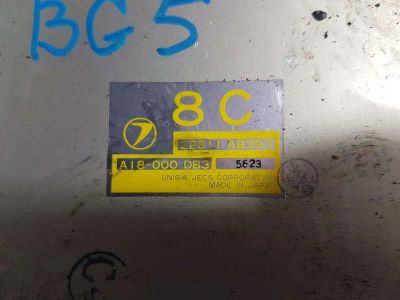 BG5
8C
A18-000 DB3 5623
UNISIA JECS CORPORATION
MADE IN JAPAN